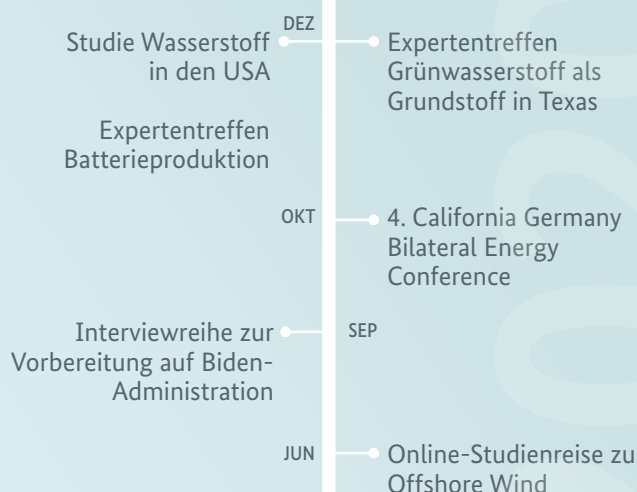 DEZ
Studie Wasserstoff
in den USA
Expertentreffen
Grünwasserstoff als
Grundstoff in Texas
Expertentreffen
Batterieproduktion
OKT
4. California Germany
Bilateral Energy
Conference
Interviewreihe zur
Vorbereitung auf Biden-
Administration
SEP
JUN
Online-Studienreise zu
Offshore Wind